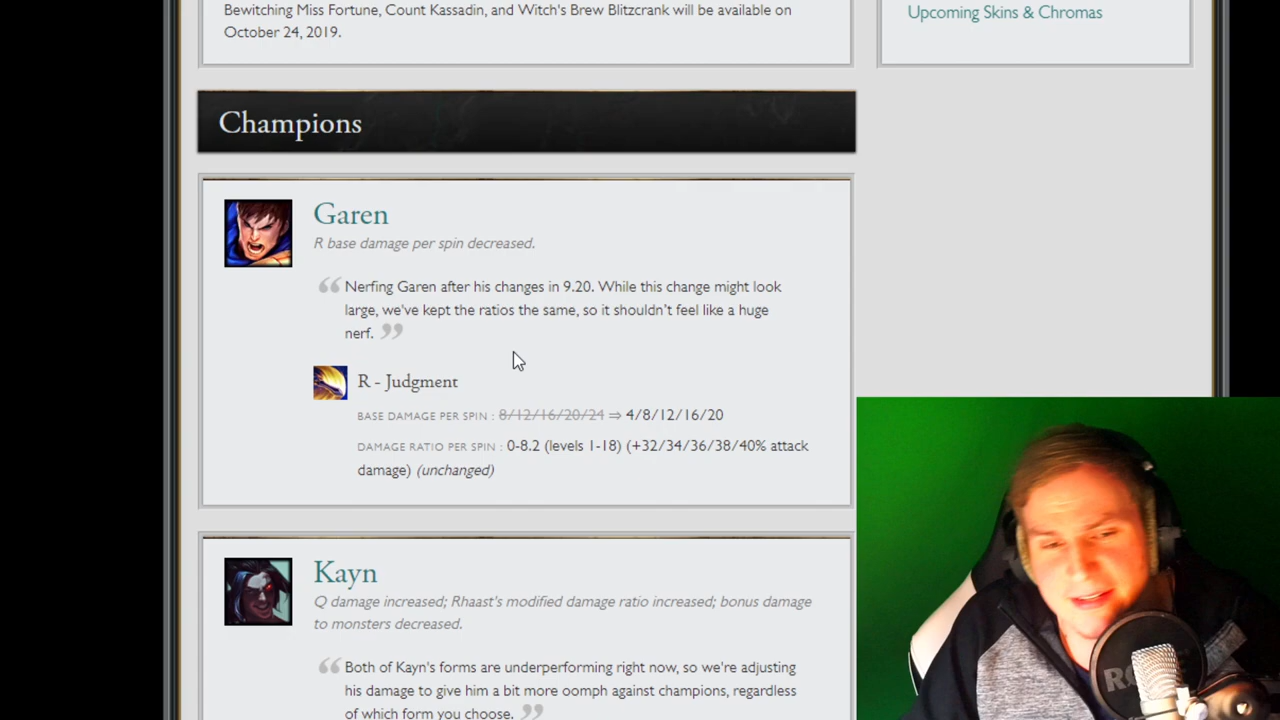 Bewitching Miss Fortune, Count Kassadin, and Witch's Brew Blitzcrank will be available on
October 24, 2019.
Upcoming Skins & Chromas
Champions
Garen
R base damage per spin decreased.
“ Nerfing Garen after his changes in 9.20. While this change might look
large, we've kept the ratios the same, so it shouldn't feel like a huge
nerf. ”
R - Judgment
BASE DAMAGE PER SPIN : 8/12/16/20/24 ⇒ 4/8/12/16/20
DAMAGE RATIO PER SPIN : 0-8.2 (levels 1-18) (+32/34/36/38/40% attack
damage) (unchanged)
Kayn
Q damage increased; Rhaast's modified damage ratio increased; bonus damage
to monsters decreased.
“ Both of Kayn's forms are underperforming right now, so we're adjusting
his damage to give him a bit more oomph against champions, regardless
of which form you choose. ”